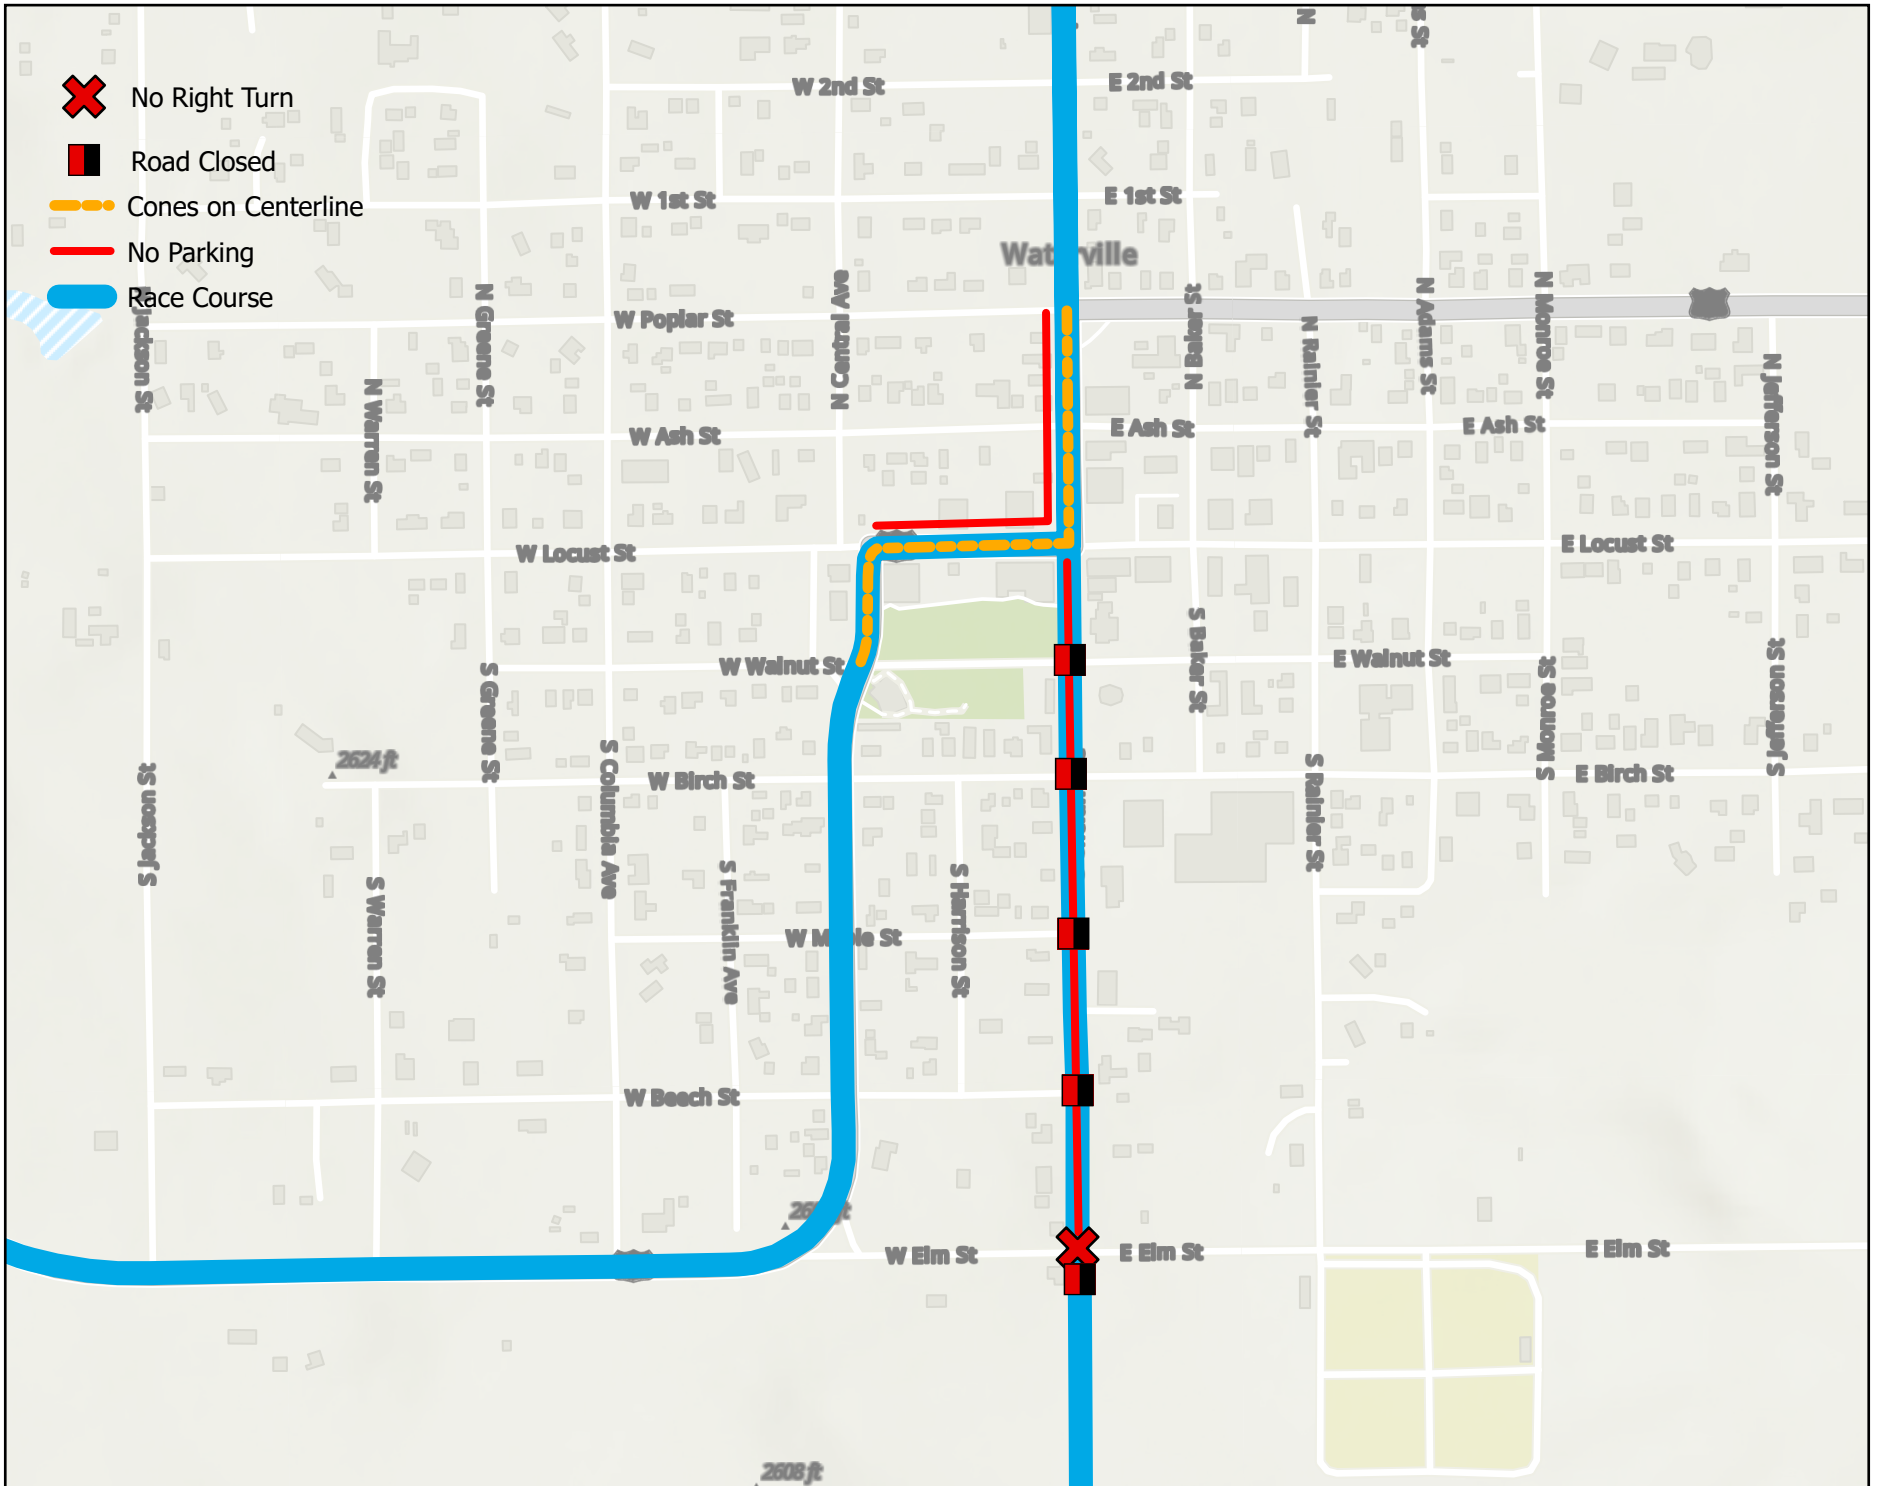 No Right Turn
Road Closed
Cones on Centerline
No Parking
Race Course
W 2nd St
E 2nd St
W 1st St
E 1st St
W Poplar St
N Greene St
N Central Ave
N Baker St
N Rainier St
N Adams St
N Monroe St
N Jefferson St
N Warren St
W Ash St
E Ash St
E Ash St
W Locust St
E Locust St
W Walnut St
E Walnut St
S Baker St
S Greene St
S Monroe St
S Jefferson St
2624 ft
W Birch St
E Birch St
S Jackson St
S Columbia Ave
S Rainier St
S Franklin Ave
S Harrison St
S Warren St
W Beech St
W Elm St
E Elm St
E Elm St
2608 ft